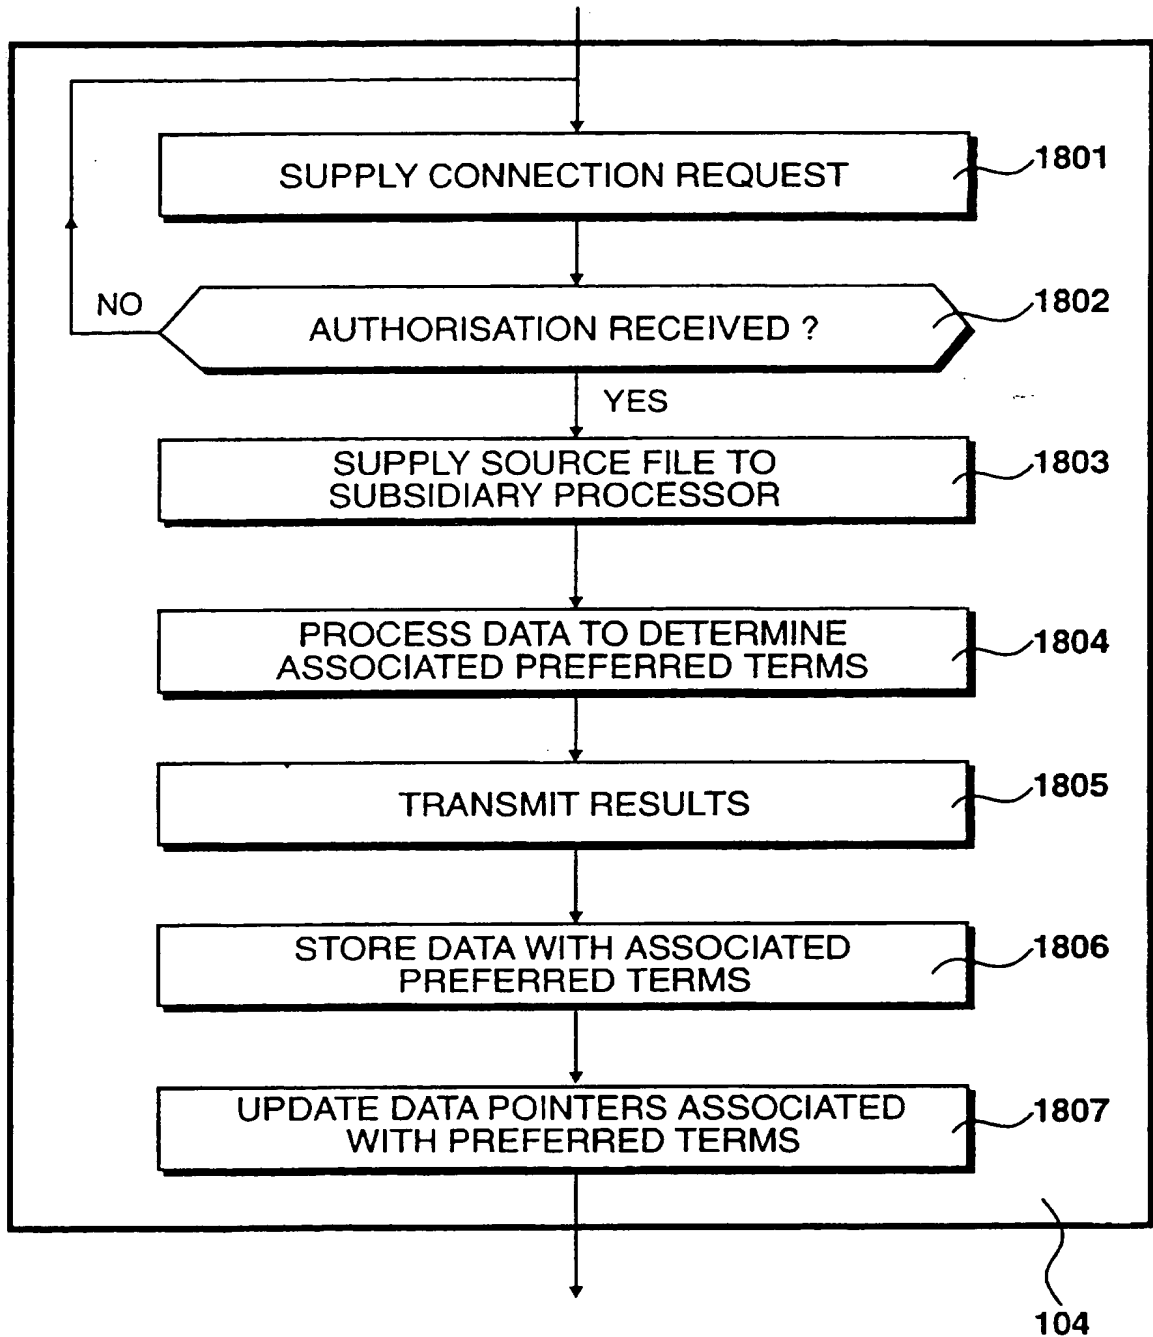 SUPPLY CONNECTION REQUEST
1801
AUTHORISATION RECEIVED ?
1802
NO
YES
SUPPLY SOURCE FILE TO
SUBSIDIARY PROCESSOR
1803
PROCESS DATA TO DETERMINE
ASSOCIATED PREFERRED TERMS
1804
TRANSMIT RESULTS
1805
STORE DATA WITH ASSOCIATED
PREFERRED TERMS
1806
UPDATE DATA POINTERS ASSOCIATED
WITH PREFERRED TERMS
1807
104